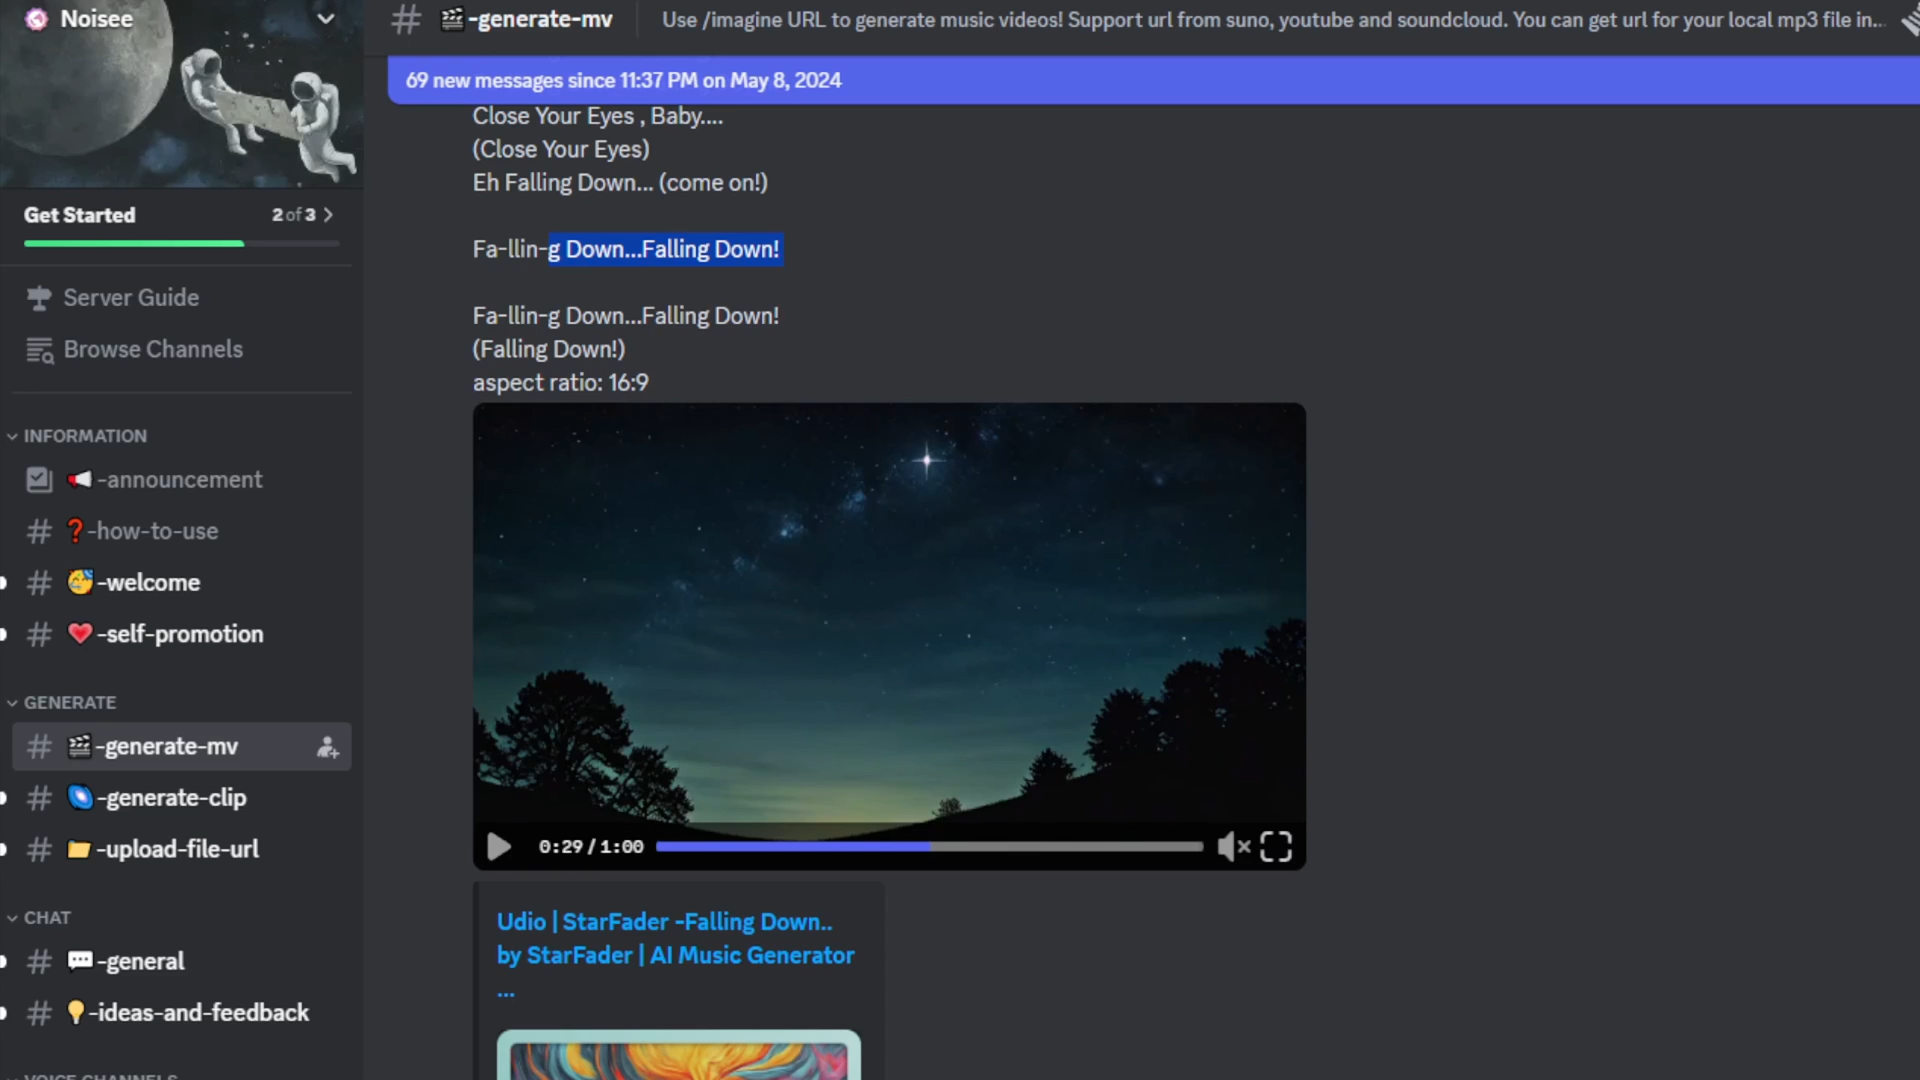 Noisee
Get Started
2 of 3
Server Guide
Browse Channels
INFORMATION
-announcement
-how-to-use
-welcome
-self-promotion
GENERATE
-generate-mv
-generate-clip
-upload-file-url
CHAT
-general
-ideas-and-feedback
VOICE CHANNELS
-generate-mv
Use /imagine URL to generate music videos! Support url from suno, youtube and soundcloud. You can get url for your local mp3 file in...
69 new messages since 11:37 PM on May 8, 2024
Close Your Eyes , Baby....
(Close Your Eyes)
Eh Falling Down... (come on!)
Fa-llin-g Down...Falling Down!
Fa-llin-g Down...Falling Down!
(Falling Down!)
aspect ratio: 16:9
0:29 / 1:00
Udio | StarFader -Falling Down..
by StarFader | AI Music Generator
...